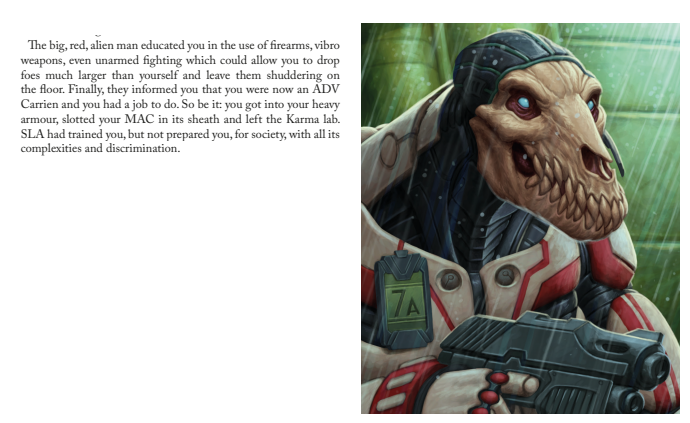 The big, red, alien man educated you in the use of firearms, vibro
weapons, even unarmed fighting which could allow you to drop
foes much larger than yourself and leave them shuddering on
the floor. Finally, they informed you that you were now an ADV
Carrien and you had a job to do. So be it: you got into your heavy
armour, slotted your MAC in its sheath and left the Karma lab.
SLA had trained you, but not prepared you, for society, with all its
complexities and discrimination.
7A